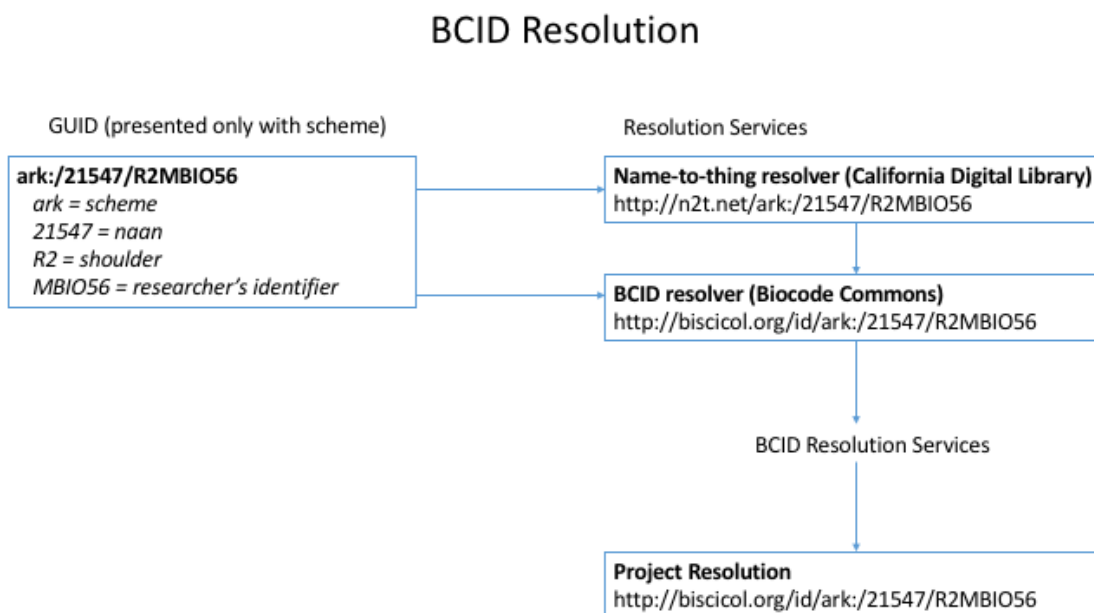 BCID Resolution
GUID (presented only with scheme)
ark:/21547/R2MBIO56
ark = scheme
21547 = naan
R2 = shoulder
MBIO56 = researcher’s identifier
Resolution Services
Name-to-thing resolver (California Digital Library)
http://n2t.net/ark:/21547/R2MBIO56
BCID resolver (Biocode Commons)
http://biscicol.org/id/ark:/21547/R2MBIO56
BCID Resolution Services
Project Resolution
http://biscicol.org/id/ark:/21547/R2MBIO56